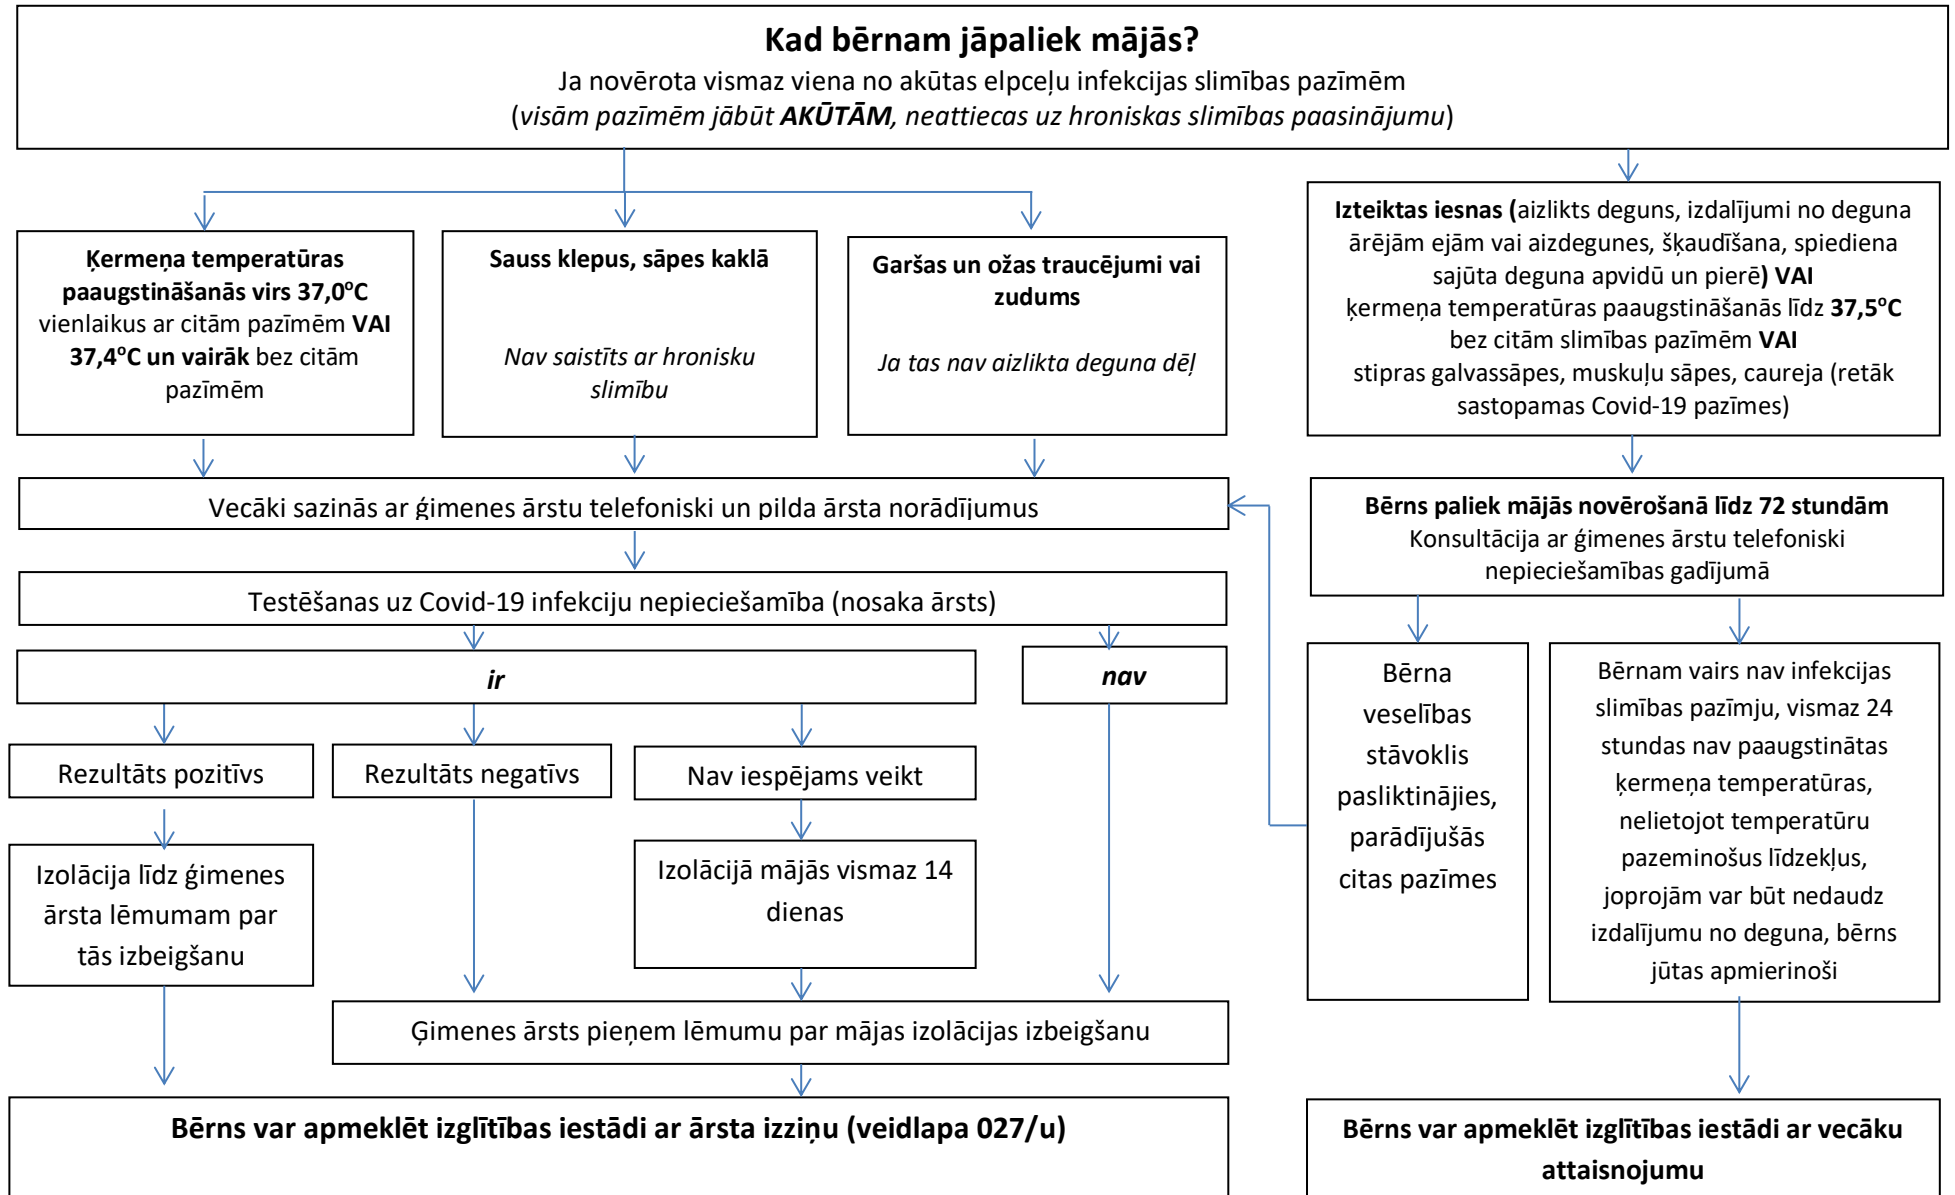 Kad bērnam jāpaliek mājās?
Ja novērota vismaz viena no akūtas elpceļu infekcijas slimības pazīmēm
(visām pazīmēm jābūt AKŪTĀM, neattiecas uz hroniskas slimības paasinājumu)
Ķermeņa temperatūras
paaugstināšanās virs 37,0°C
vienlaikus ar citām pazīmēm VAI
37,4°C un vairāk bez citām
pazīmēm
Sauss klepus, sāpes kaklā
Nav saistīts ar hronisku
slimību
Garšas un ožas traucējumi vai
zudums
Ja tas nav aizlikta deguna dēļ
Izteiktas iesnas (aizlikts deguns, izdalījumi no deguna
ārējām ejām vai aizdegunes, šķaudīšana, spiediena
sajūta deguna apvidū un pierē) VAI
ķermeņa temperatūras paaugstināšanās līdz 37,5°C
bez citām slimības pazīmēm VAI
stipras galvassāpes, muskuļu sāpes, caureja (retāk
sastopamas Covid-19 pazīmes)
Vecāki sazinās ar ģimenes ārstu telefoniski un pilda ārsta norādījumus
Bērns paliek mājās novērošanā līdz 72 stundām
Konsultācija ar ģimenes ārstu telefoniski
nepieciešamības gadījumā
Testēšanas uz Covid-19 infekciju nepieciešamība (nosaka ārsts)
ir
nav
Rezultāts pozitīvs
Rezultāts negatīvs
Nav iespējams veikt
Izolācija līdz ģimenes
ārsta lēmumam par
tās izbeigšanu
Izolācijā mājās vismaz 14
dienas
Bērna
veselības
stāvoklis
pasliktinājies,
parādījušās
citas pazīmes
Bērnam vairs nav infekcijas
slimības pazīmju, vismaz 24
stundas nav paaugstinātas
ķermeņa temperatūras,
nelietojot temperatūru
pazeminošus līdzekļus,
joprojām var būt nedaudz
izdalījumu no deguna, bērns
jūtas apmierinoši
Ģimenes ārsts pieņem lēmumu par mājas izolācijas izbeigšanu
Bērns var apmeklēt izglītības iestādi ar ārsta izziņu (veidlapa 027/u)
Bērns var apmeklēt izglītības iestādi ar vecāku
attaisnojumu